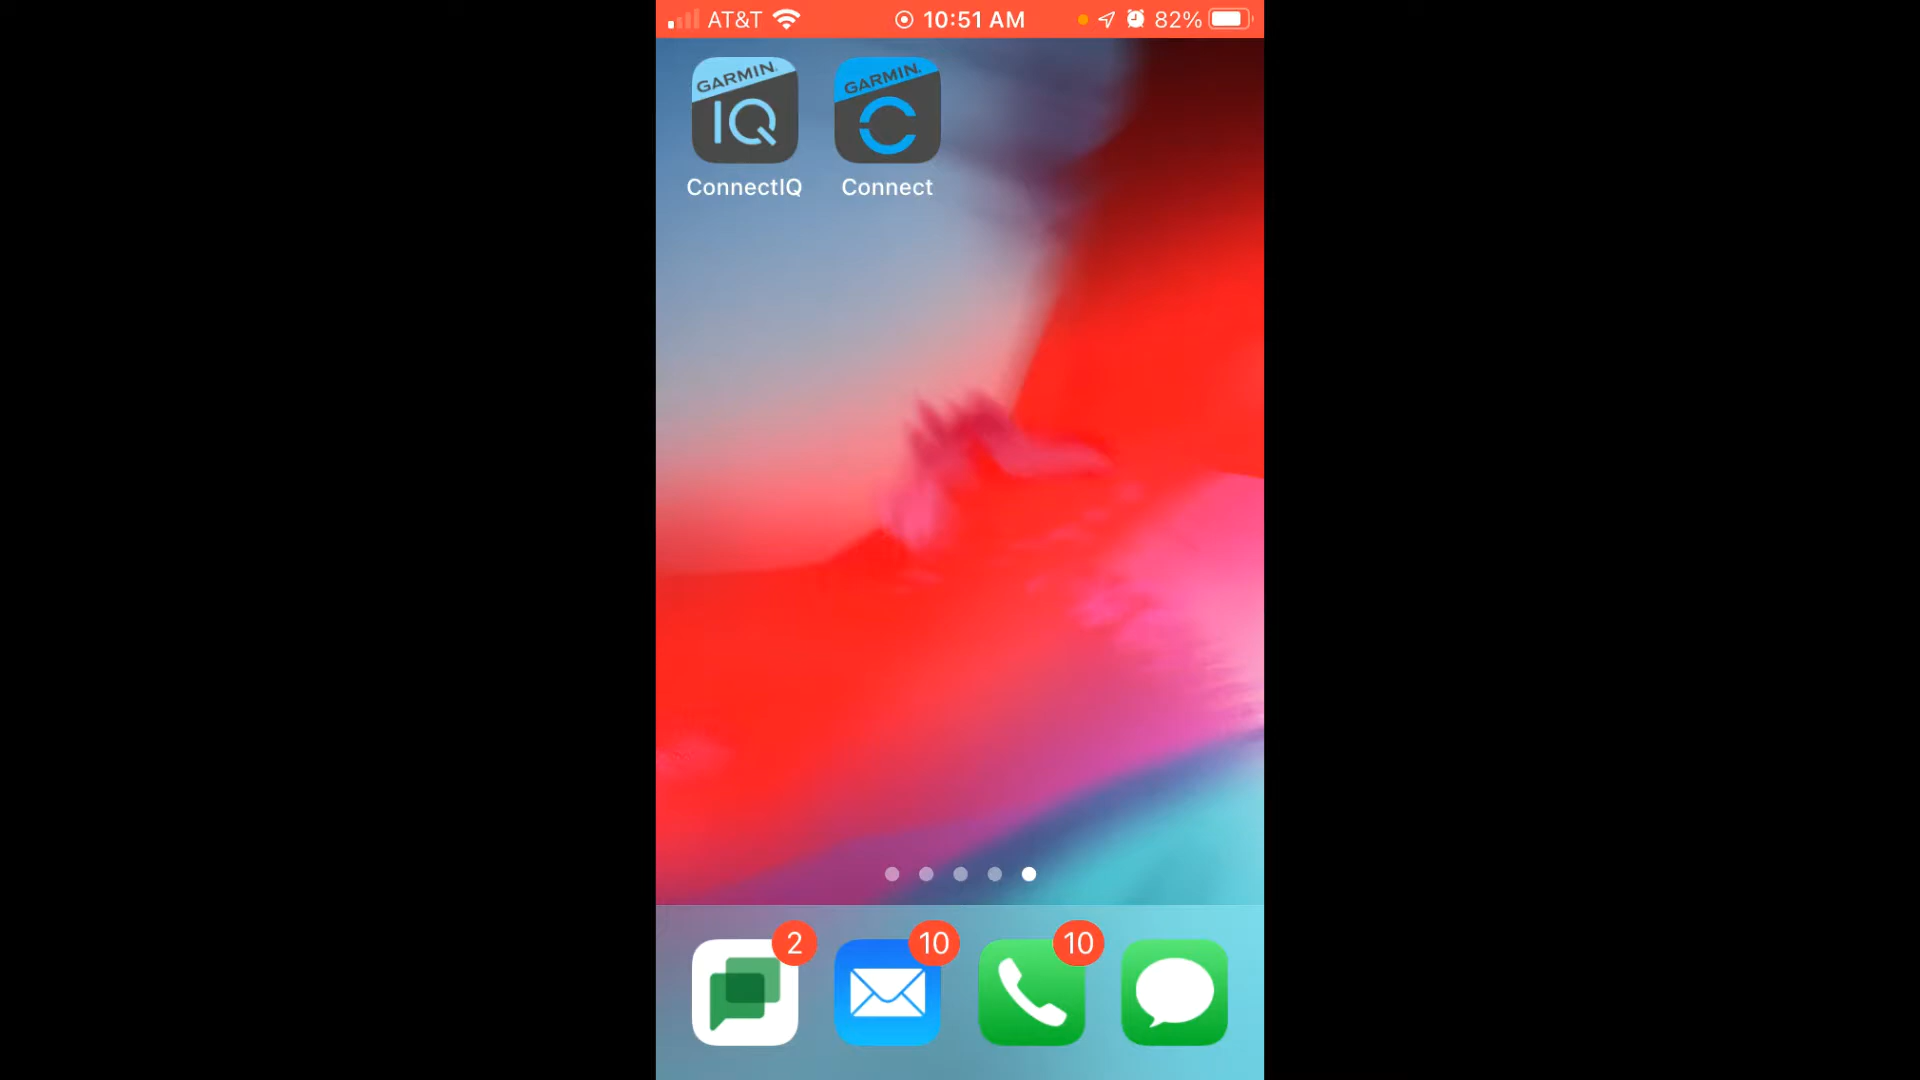 AT&T 10:51 AM 82%
GARMIN. GARMIN.
IQ C
ConnectIQ Connect
2 10 10